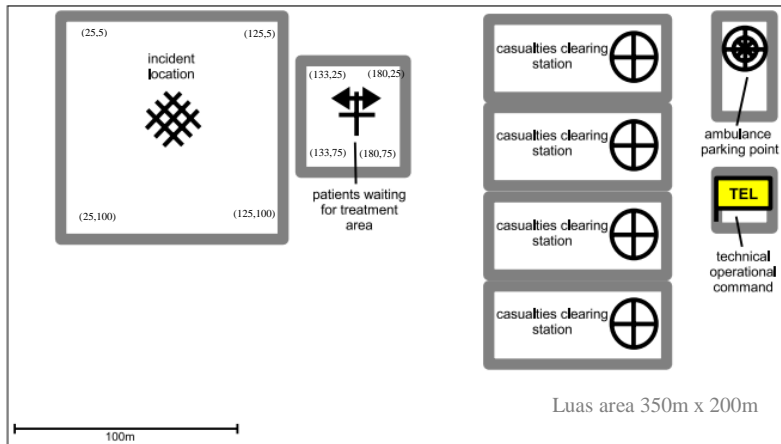 (25,5)
(125,5)
incident
location
(25,100)
(125,100)
(133,25)
(180,25)
(133,75)
(180,75)
patients waiting
for treatment
area
casualties clearing
station
casualties clearing
station
casualties clearing
station
casualties clearing
station
ambulance
parking point
TEL
technical
operational
command
Luas area 350m x 200m
100m